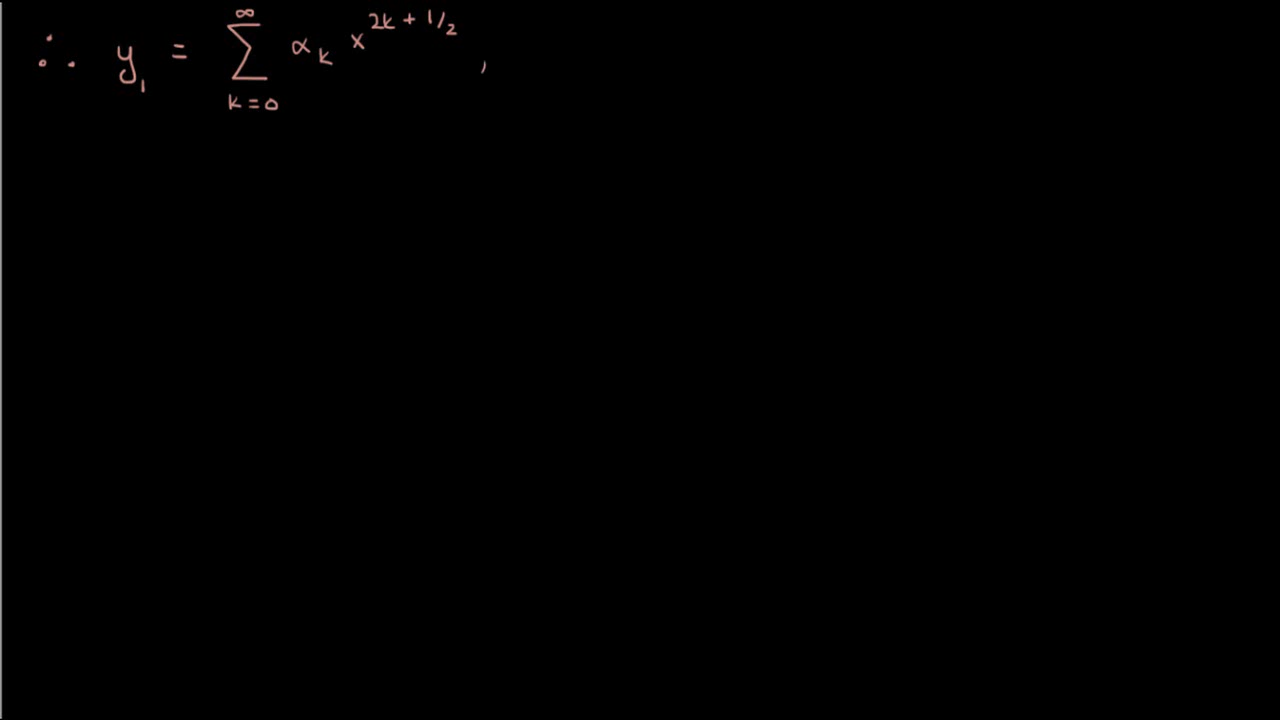 ∴ y₁ = ∑_{k=0}^{∞} α_k x^{2k + 1/2} ,